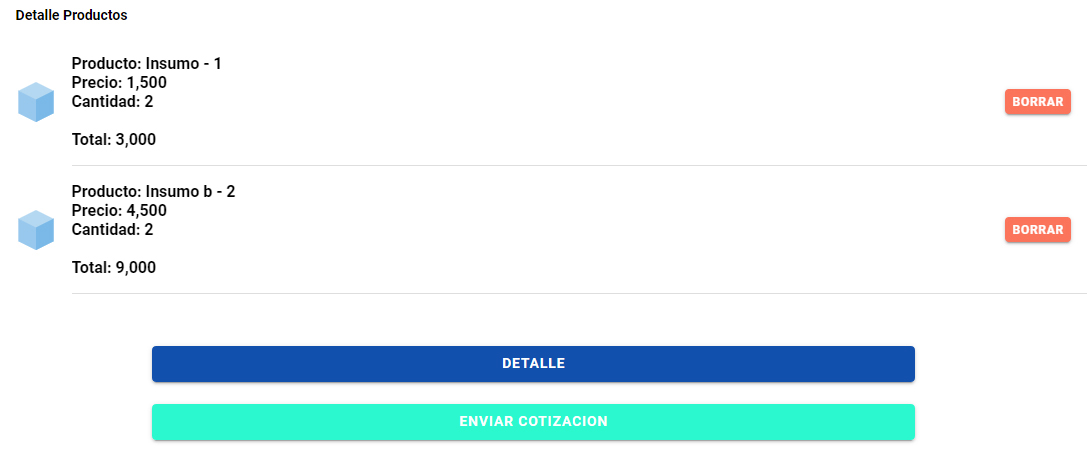 Detalle Productos
Producto: Insumo - 1
Precio: 1,500
Cantidad: 2
BORRAR
Total: 3,000
Producto: Insumo b - 2
Precio: 4,500
Cantidad: 2
BORRAR
Total: 9,000
DETALLE
ENVIAR COTIZACION